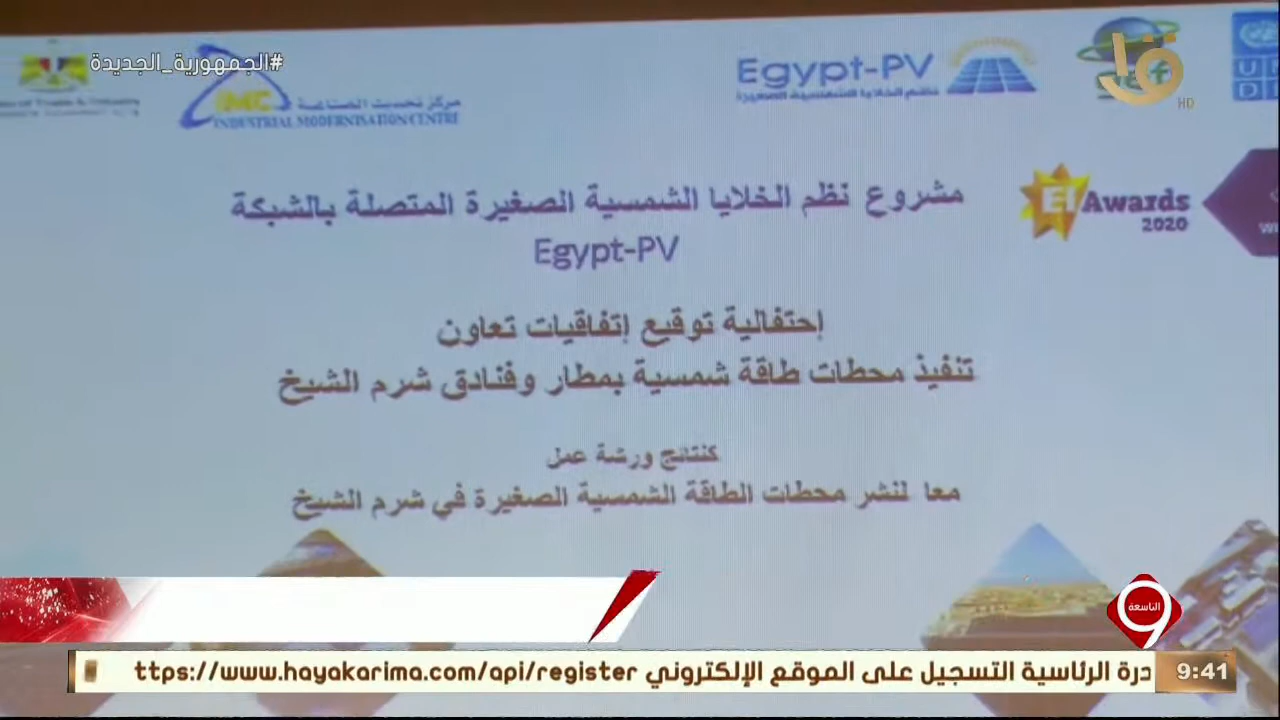 #الجمهورية_الجديدة
مركز تحديث الصناعة
INDUSTRIAL MODERNISATION CENTRE
Egypt-PV
HD
مشروع نظم الخلايا الشمسية الصغيرة المتصلة بالشبكة
Egypt-PV
EI Awards
2020
إحتفالية توقيع إتفاقيات تعاون
تنفيذ محطات طاقة شمسية بمطار وفنادق شرم الشيخ
كنتائج ورشة عمل
معا لنشر محطات الطاقة الشمسية الصغيرة في شرم الشيخ
التاسعة
9
درة الرئاسية التسجيل على الموقع الإلكتروني ttps://www.hayakarima.com/api/register
9:41